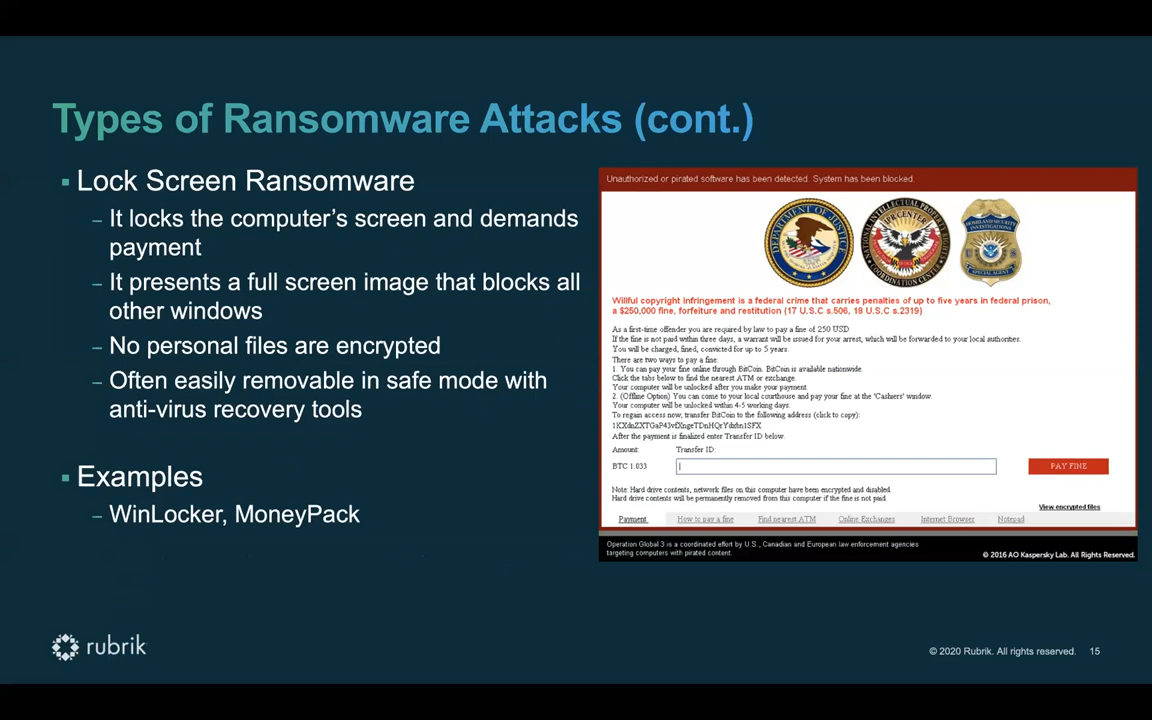 Types of Ransomware Attacks (cont.)
▪ Lock Screen Ransomware
– It locks the computer’s screen and demands
payment
– It presents a full screen image that blocks all
other windows
– No personal files are encrypted
– Often easily removable in safe mode with
anti-virus recovery tools
▪ Examples
– WinLocker, MoneyPack
Unauthorized or pirated software has been detected. System has been blocked.
DEPARTMENT OF JUSTICE
INTELLECTUAL PROPERTY RIGHTS
IPR CENTER
NATIONAL
COORDINATION CENTER
HOMELAND SECURITY
INVESTIGATIONS
SPECIAL AGENT
Willful copyright infringement is a federal crime that carries penalties of up to five years in federal prison,
a $250,000 fine, forfeiture and restitution (17 U.S.C s.506, 18 U.S.C s.2319)
As a first-time offender you are required by law to pay a fine of 250 USD
If the fine is not paid within three days, a warrant will be issued for your arrest, which will be forwarded to your local authorities.
You will be charged, fined, convicted for up to 5 years.
There are two ways to pay a fine:
1. You can pay your fine online through BitCoin. BitCoin is available nationwide.
Click the tabs below to find the nearest ATM or exchange.
Your computer will be unlocked after you make your payment.
2. (Offline Option) You can come to your local courthouse and pay your fine at the 'Cashiers' window.
Your computer will be unlocked within 4-5 working days.
To regain access now, transfer BitCoin to the following address (click to copy):
After the payment is finalized enter Transfer ID below.
Amount: Transfer ID:
BTC 1.033 PAY FINE
Note: Hard drive contents, network files on this computer have been encrypted and disabled
Hard drive contents will be permanently removed from this computer if the fine is not paid.
View encrypted files
Payment How to pay a fine Find nearest ATM Online Exchanges Internet Browser Notepad
Operation Global 3 is a coordinated effort by U.S., Canadian and European law enforcement agencies
targeting computers with pirated content.
© 2016 AO Kaspersky Lab. All Rights Reserved.
rubrik
© 2020 Rubrik. All rights reserved. 15